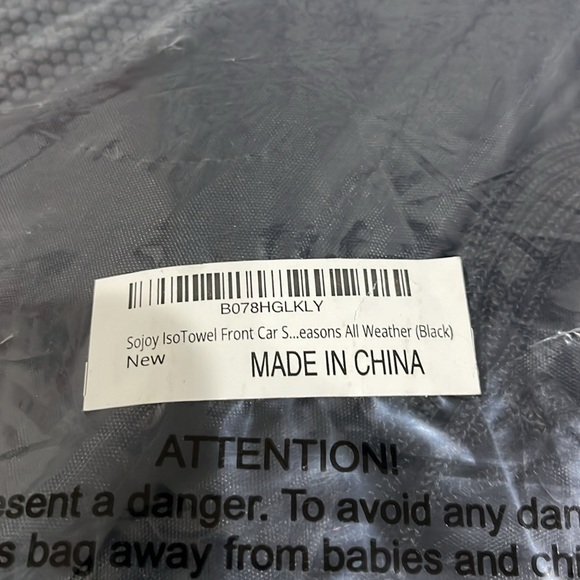 B078HGLKLY
Sojoy IsoTowel Front Car S...easons All Weather (Black)
New
MADE IN CHINA
ATTENTION!
esent a danger. To avoid any dan
s bag away from babies and ch